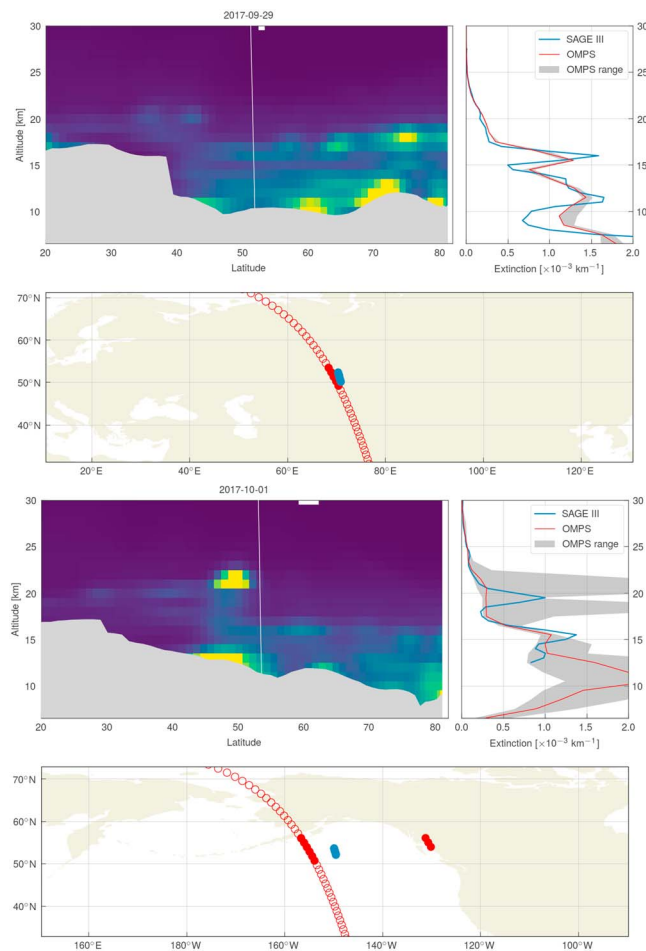 2017-09-29
30
25
20
15
10
Altitude [km]
20 30 40 50 60 70 80
Latitude
SAGE III
OMPS
OMPS range
30
25
20
15
10
0.0 0.5 1.0 1.5 2.0
Extinction [×10⁻³ km⁻¹]
70°N
60°N
50°N
40°N
20°E 40°E 60°E 80°E 100°E 120°E
2017-10-01
30
25
20
15
10
Altitude [km]
20 30 40 50 60 70 80
Latitude
SAGE III
OMPS
OMPS range
30
25
20
15
10
0.0 0.5 1.0 1.5 2.0
Extinction [×10⁻³ km⁻¹]
70°N
60°N
50°N
40°N
160°E 180° 160°W 140°W 120°W 100°W